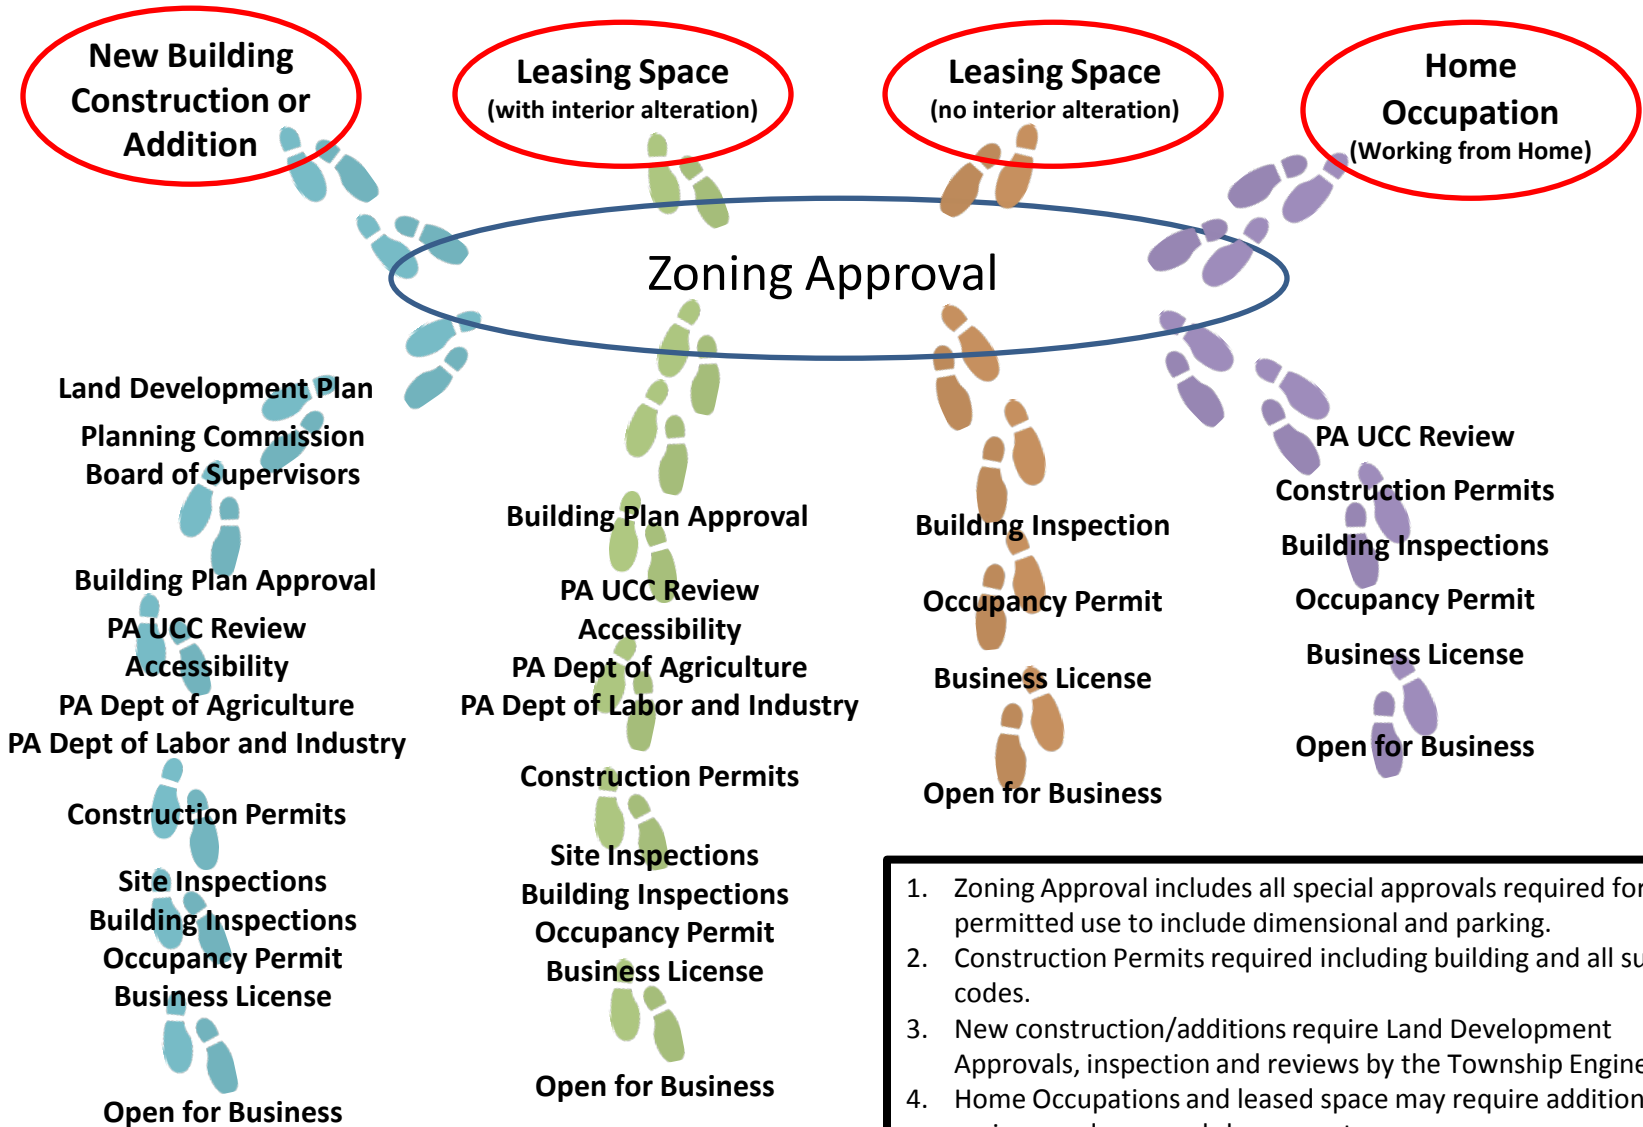 New Building
Construction or
Addition
Leasing Space
(with interior alteration)
Leasing Space
(no interior alteration)
Home
Occupation
(Working from Home)
Zoning Approval
Land Development Plan
Planning Commission
Board of Supervisors
Building Plan Approval
PA UCC Review
Accessibility
PA Dept of Agriculture
PA Dept of Labor and Industry
Construction Permits
Site Inspections
Building Inspections
Occupancy Permit
Business License
Open for Business
Building Plan Approval
PA UCC Review
Accessibility
PA Dept of Agriculture
PA Dept of Labor and Industry
Construction Permits
Site Inspections
Building Inspections
Occupancy Permit
Business License
Open for Business
Building Inspection
Occupancy Permit
Business License
Open for Business
PA UCC Review
Construction Permits
Building Inspections
Occupancy Permit
Business License
Open for Business
1. Zoning Approval includes all special approvals required for
permitted use to include dimensional and parking.
2. Construction Permits required including building and all
codes.
3. New construction/additions require Land Development
Approvals, inspection and reviews by the Township
4. Home Occupations and leased space may require